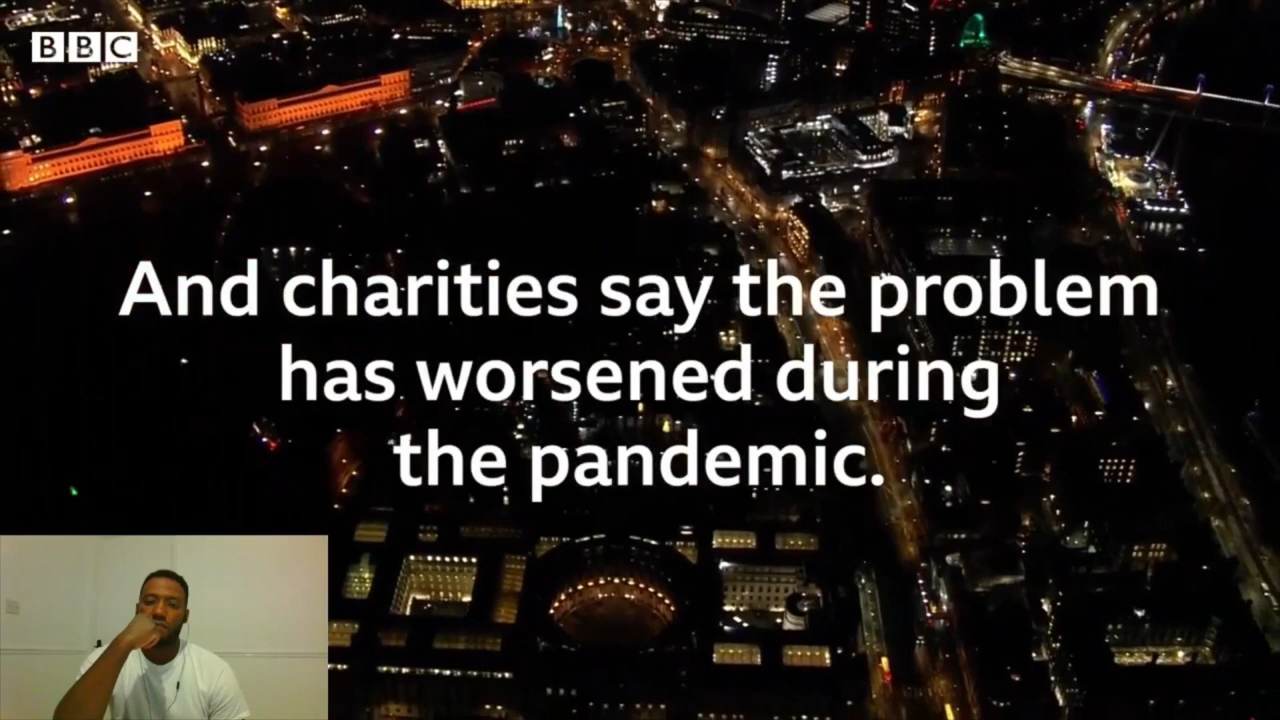 BBC
And charities say the problem
has worsened during
the pandemic.